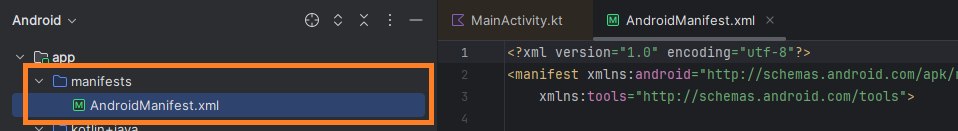 Android
app
manifests
AndroidManifest.xml
kotlin+java
MainActivity.kt
AndroidManifest.xml
1 <?xml version="1.0" encoding="utf-8"?>
2 <manifest xmlns:android="http://schemas.android.com/apk/
3 xmlns:tools="http://schemas.android.com/tools">
4